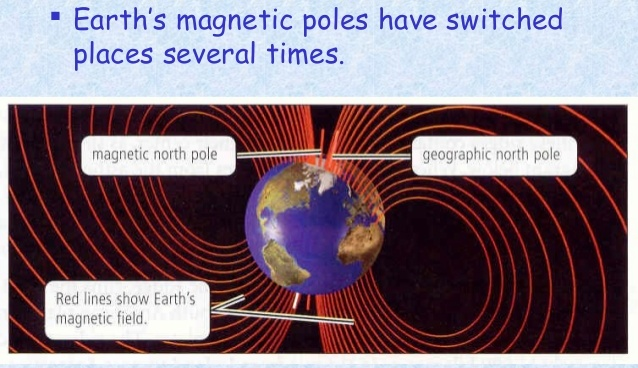 ▪ Earth's magnetic poles have switched
places several times.
magnetic north pole
geographic north pole
Red lines show Earth's
magnetic field.